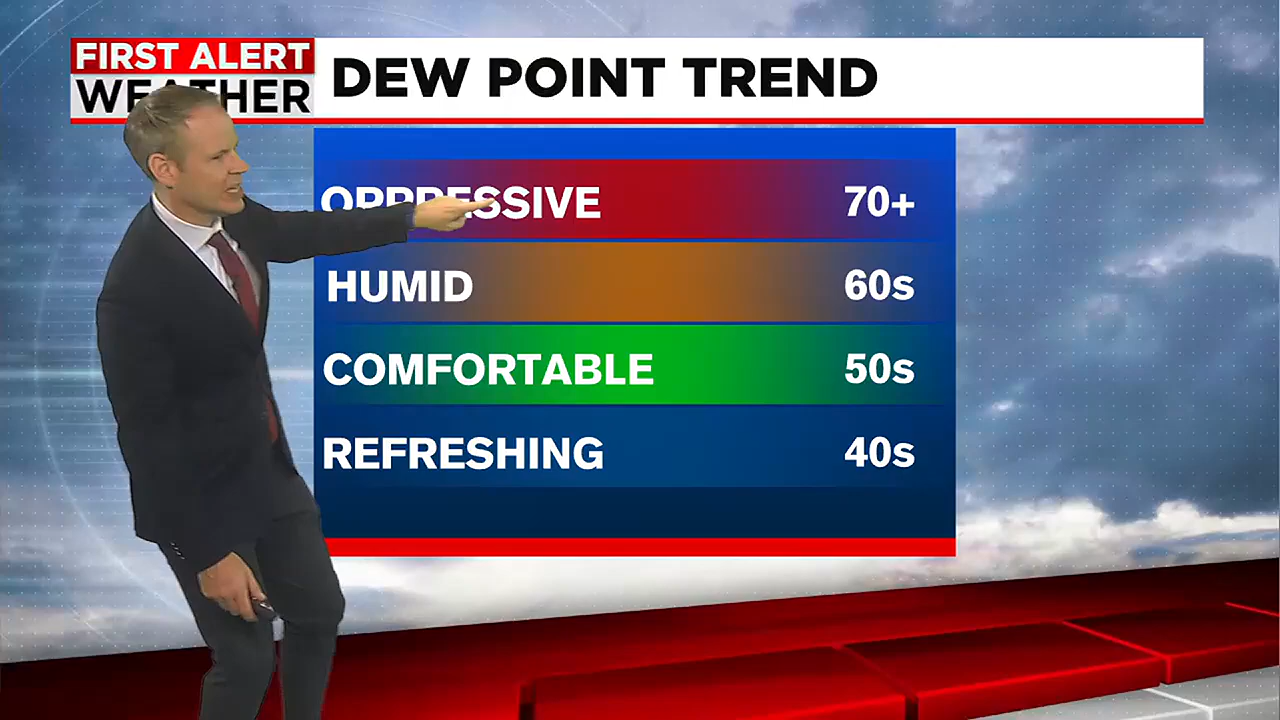 FIRST ALERT
WEATHER
DEW POINT TREND
OPPRESSIVE 70+
HUMID 60s
COMFORTABLE 50s
REFRESHING 40s